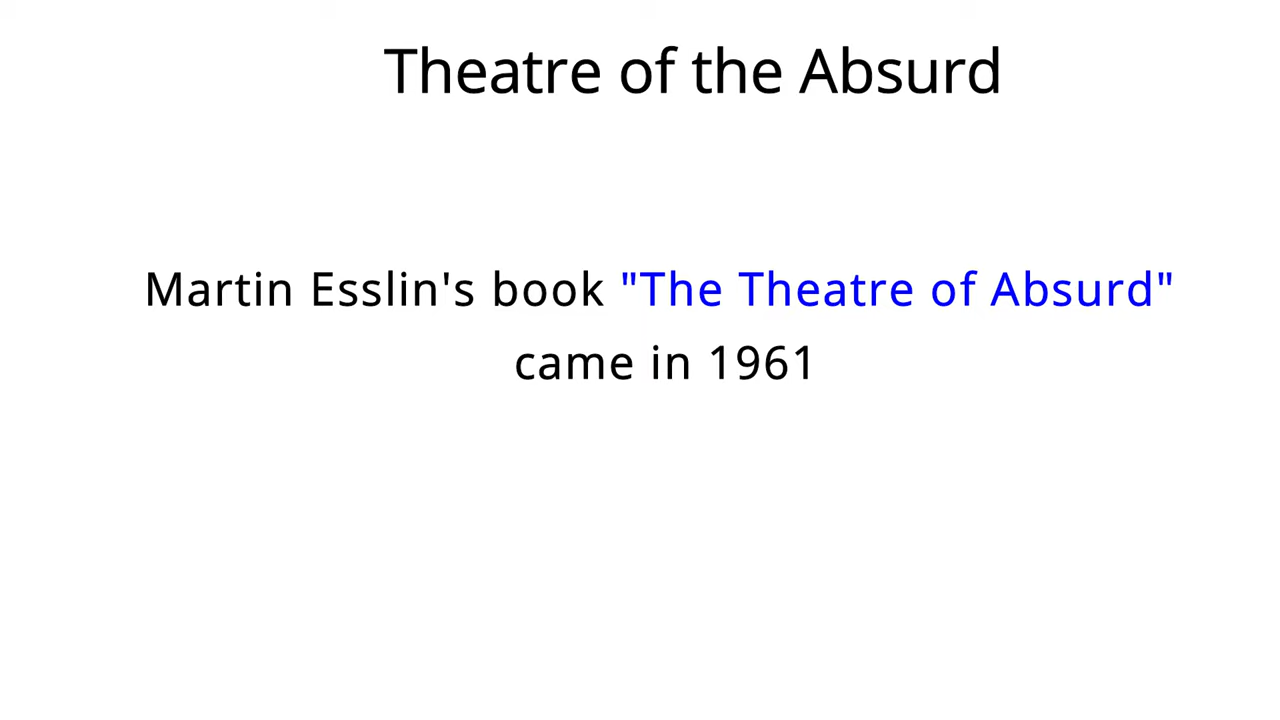 Theatre of the Absurd
Martin Esslin's book "The Theatre of Absurd"
came in 1961